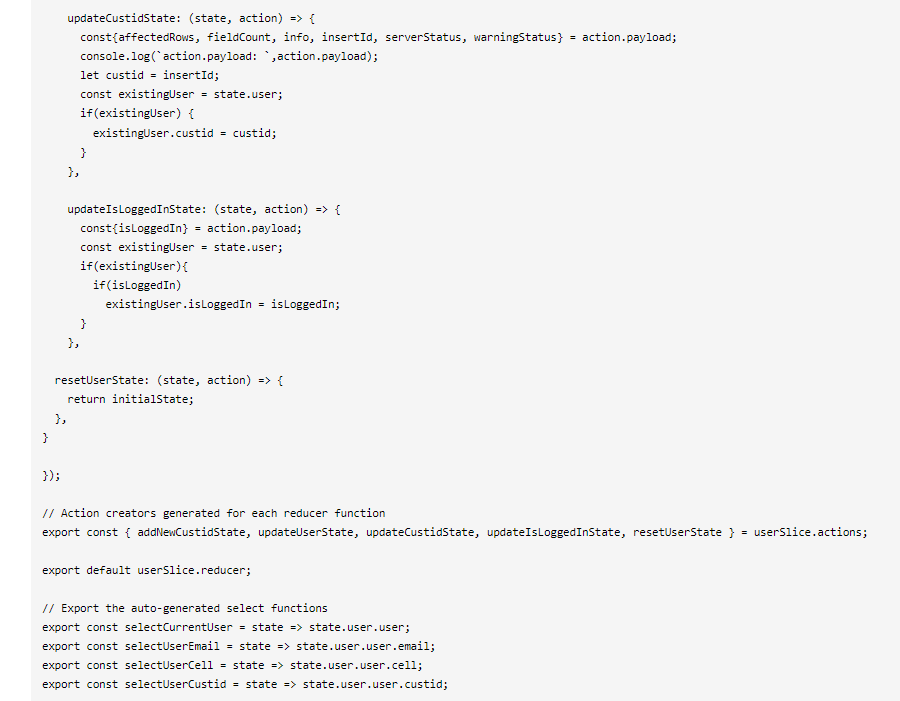 updateCustidState: (state, action) => {
const{affectedRows, fieldCount, info, insertId, serverStatus, warningStatus} = action.payload;
console.log(`action.payload: `,action.payload);
let custid = insertId;
const existingUser = state.user;
if(existingUser) {
existingUser.custid = custid;
}
},
updateIsLoggedInState: (state, action) => {
const{isLoggedIn} = action.payload;
const existingUser = state.user;
if(existingUser){
if(isLoggedIn)
existingUser.isLoggedIn = isLoggedIn;
}
},
resetUserState: (state, action) => {
return initialState;
},
}
});
// Action creators generated for each reducer function
export const { addNewCustidState, updateUserState, updateCustidState, updateIsLoggedInState, resetUserState } = userSlice.actions;
export default userSlice.reducer;
// Export the auto-generated select functions
export const selectCurrentUser = state => state.user.user;
export const selectUserEmail = state => state.user.user.email;
export const selectUserCell = state => state.user.user.cell;
export const selectUserCustid = state => state.user.user.custid;